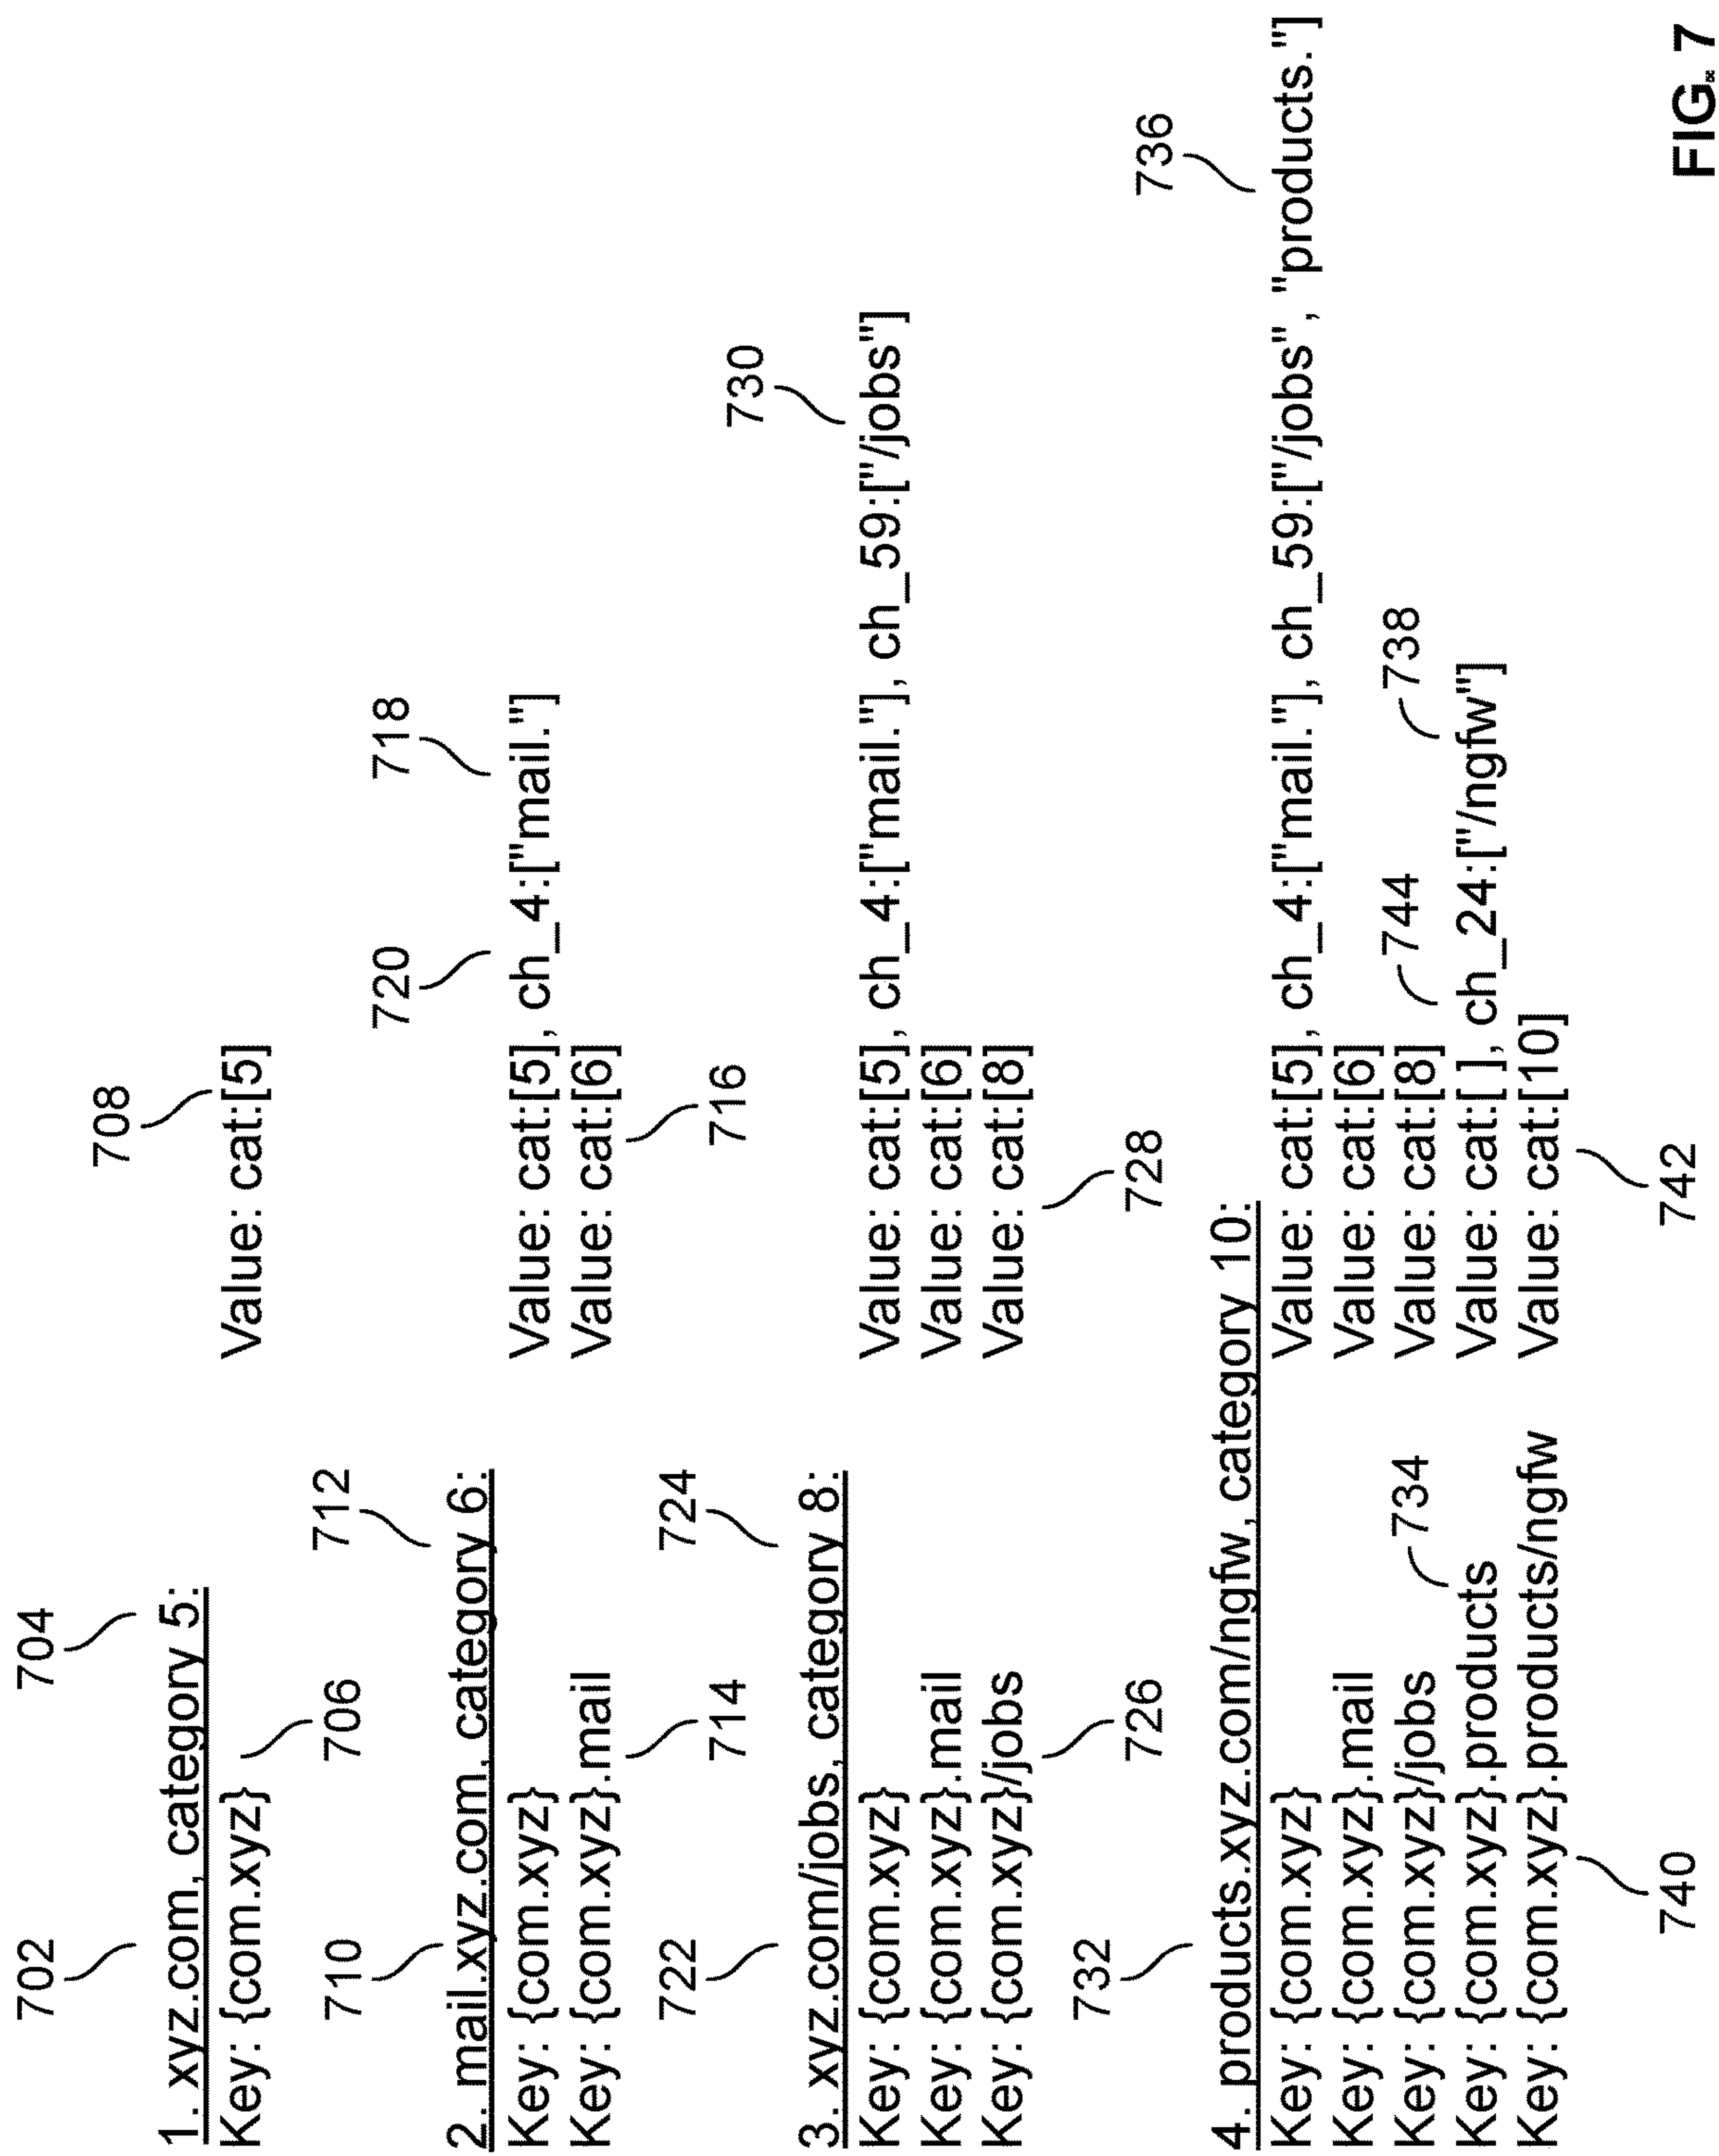 702 704
1. xyz.com, category 5: 708
Key: {com.xyz} Value: cat:[5]
706
710 712 720 718
2. mail.xyz.com, category 6:
Key: {com.xyz} Value: cat:[5], ch_4:["mail."]
Key: {com.xyz}.mail Value: cat:[6]
714 716
722 724 730
3. xyz.com/jobs, category 8:
Key: {com.xyz} Value: cat:[5], ch_4:["mail."], ch_59:["/jobs"]
Key: {com.xyz}.mail Value: cat:[6]
Key: {com.xyz}/jobs Value: cat:[8]
726 728
732 736
4. products.xyz.com/ngfw, category 10:
Key: {com.xyz} Value: cat:[5], ch_4:["mail."], ch_59:["/jobs", "products."]
Key: {com.xyz}.mail Value: cat:[6]
Key: {com.xyz}/jobs 734 Value: cat:[8] 744 738
Key: {com.xyz}.products Value: cat:[ ], ch_24:["/ngfw"]
Key: {com.xyz}.products/ngfw Value: cat:[10]
740 742
FIG. 7